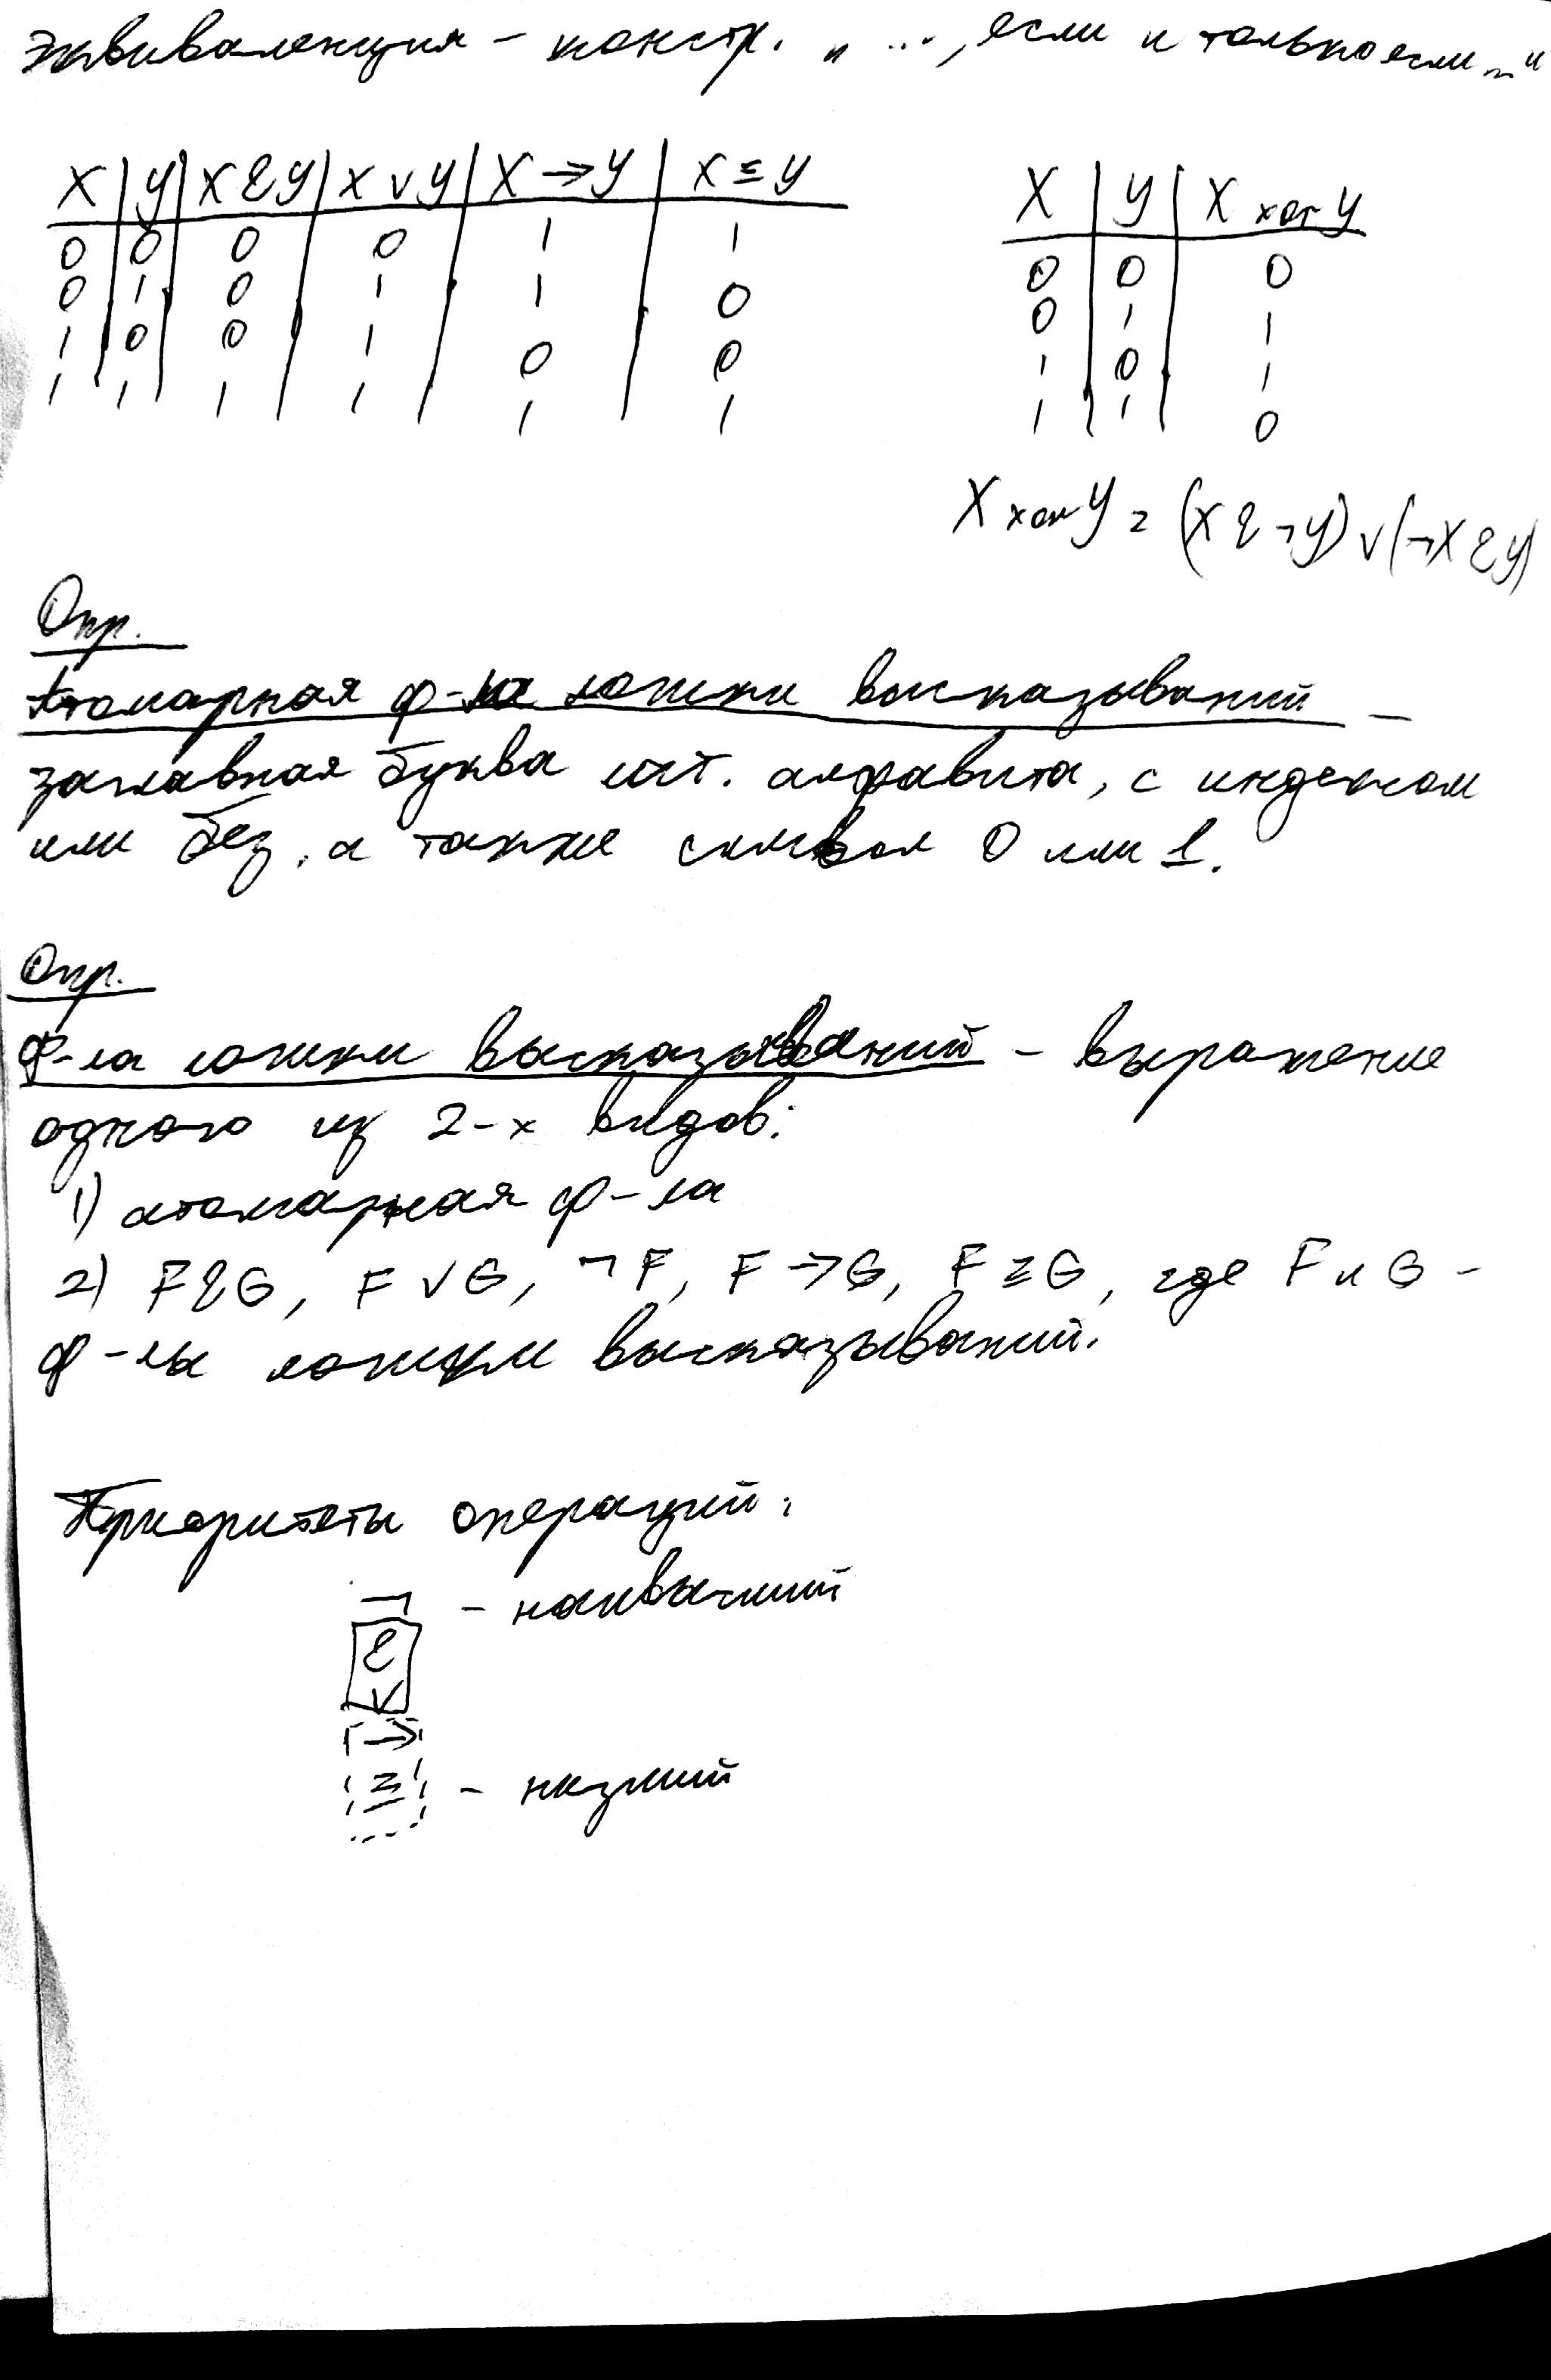 Эквиваленция – констр. „ ..., если и только если ... "
X | Y | X & Y | X ∨ Y | X → Y | X ≡ Y
0 | 0 | 0 | 0 | 1 | 1
0 | 1 | 0 | 1 | 1 | 0
1 | 0 | 0 | 1 | 0 | 0
1 | 1 | 1 | 1 | 1 | 1
X | Y | X xor Y
0 | 0 | 0
0 | 1 | 1
1 | 0 | 1
1 | 1 | 0
X xor Y = (X & ¬Y) ∨ (¬X & Y)
Опр.
Атомарная ф-ла логики высказываний –
заглавная буква лат. алфавита, с индексом
или без, а также символ 0 или 1.
Опр.
Ф-ла логики высказываний – выражение
одного из 2-х видов:
1) атомарная ф-ла
2) F & G, F ∨ G, ¬F, F → G, F ≡ G, где F и G –
ф-лы логики высказываний.
Приоритеты операций:
¬ – наивысший
&
∨
→
≡ – низший